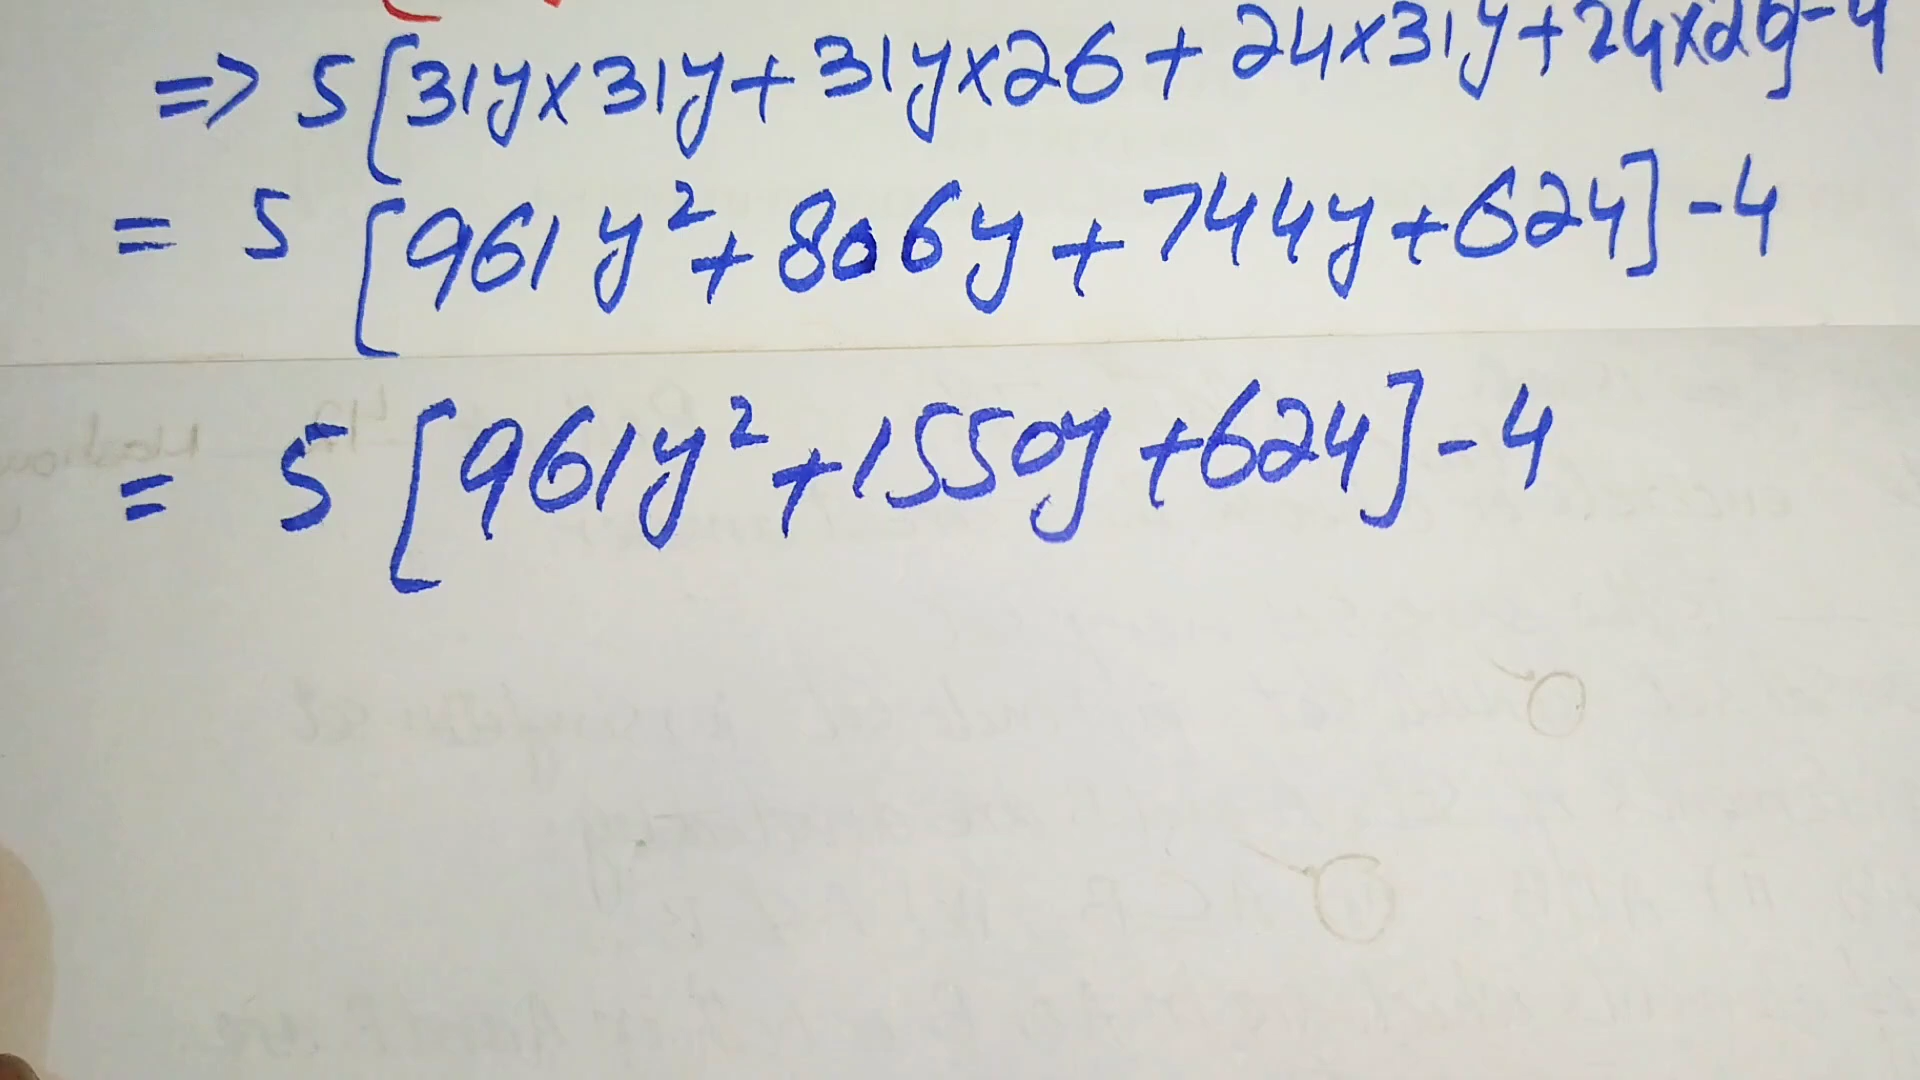 => 5[31y×31y+31y×26+24×31y+24×26]-4
= 5 [961y²+806y+744y+624]-4
= 5 [961y²+1550y+624]-4